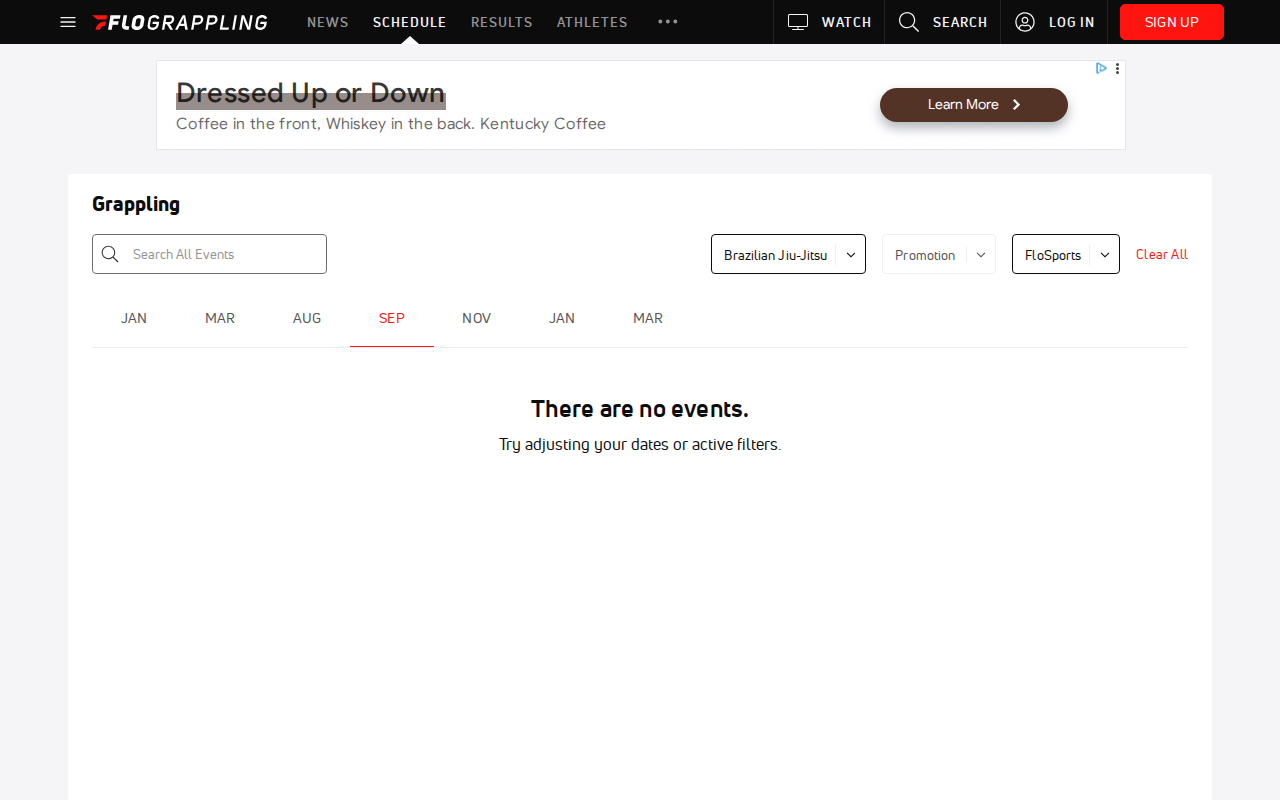 FLOGRAPPLING NEWS SCHEDULE RESULTS ATHLETES WATCH SEARCH LOG IN SIGN UP
Dressed Up or Down
Coffee in the front, Whiskey in the back. Kentucky Coffee
Learn More
Grappling
Search All Events Brazilian Jiu-Jitsu Promotion FloSports Clear All
JAN MAR AUG SEP NOV JAN MAR
There are no events.
Try adjusting your dates or active filters.